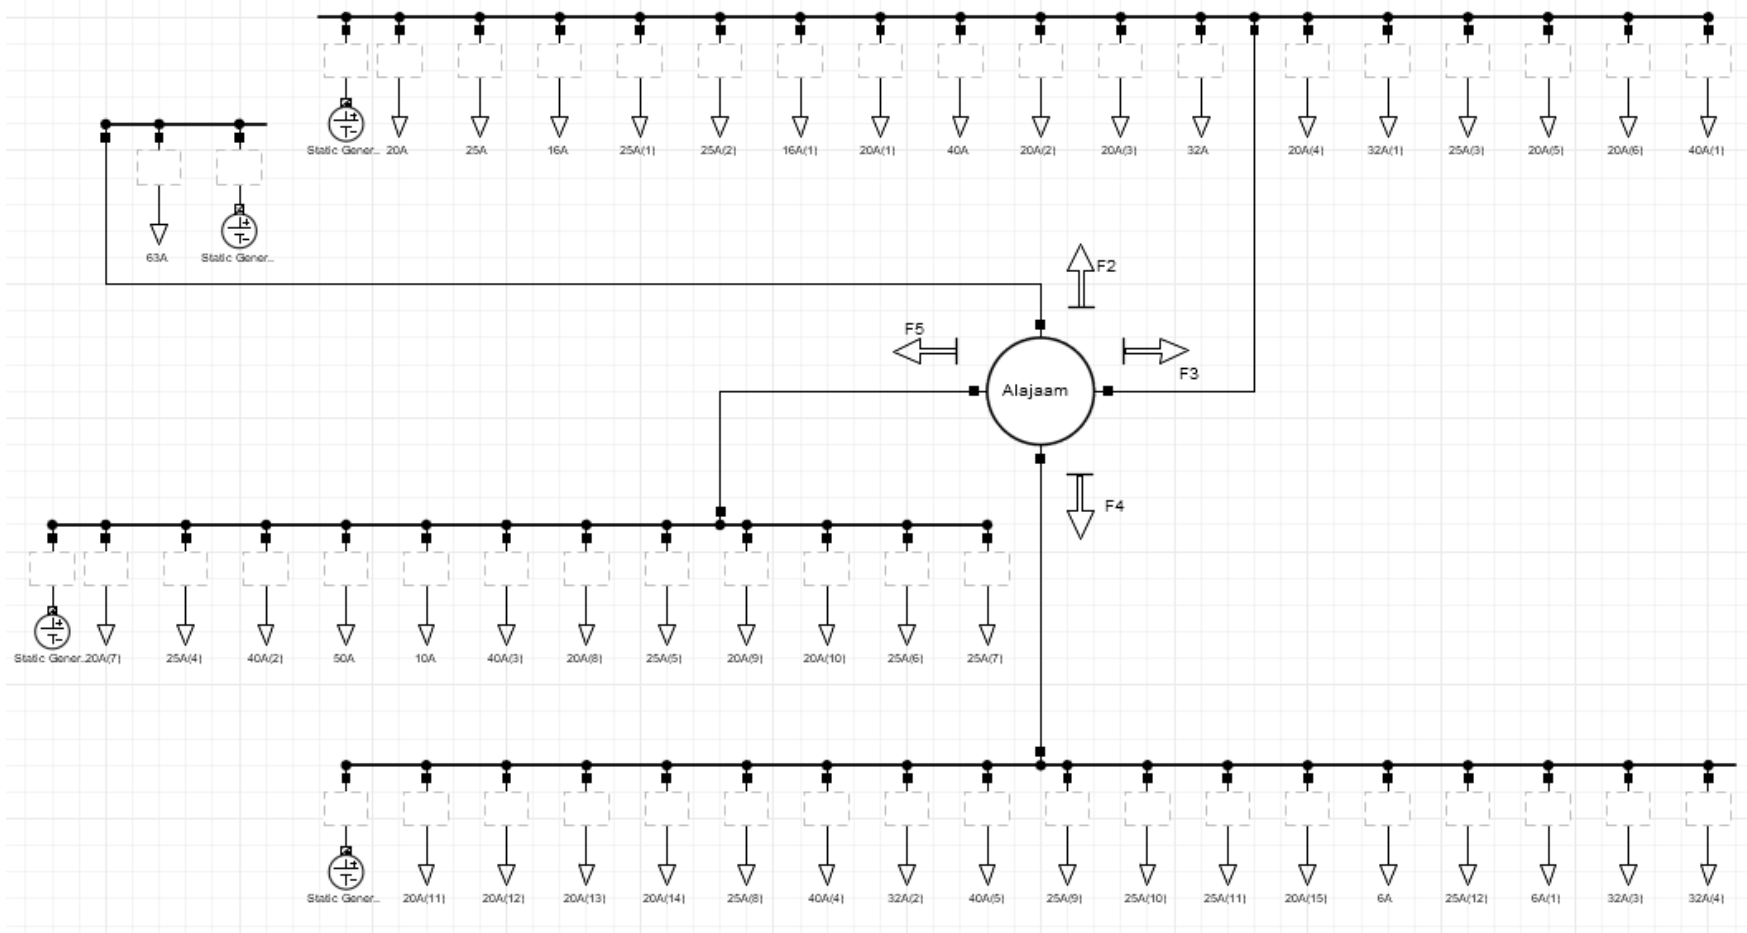 Static Gener.. 20A 25A 16A 25A(1) 25A(2) 16A(1) 20A(1) 40A 20A(2) 20A(3) 32A 20A(4) 32A(1) 25A(3) 20A(5) 20A(6) 40A(1)
63A Static Gener..
F2
F5
F3
Alajaam
F4
Static Gener.. 20A(7) 25A(4) 40A(2) 50A 10A 40A(3) 20A(8) 25A(5) 20A(9) 20A(10) 25A(6) 25A(7)
Static Gener.. 20A(11) 20A(12) 20A(13) 20A(14) 25A(8) 40A(4) 32A(2) 40A(5) 25A(9) 25A(10) 25A(11) 20A(15) 6A 25A(12) 6A(1) 32A(3) 32A(4)